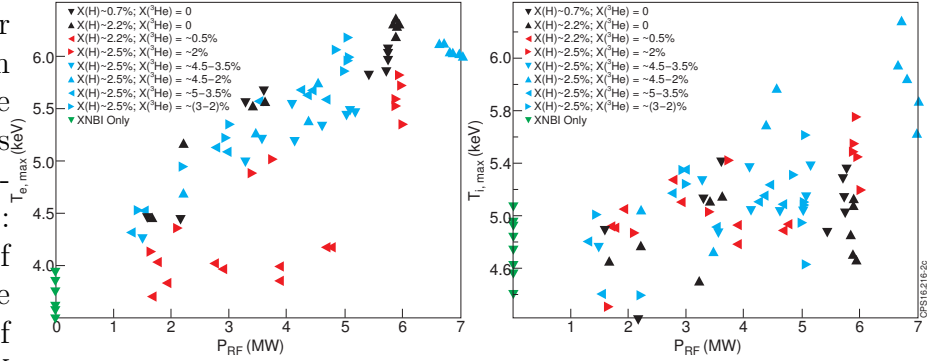 r
n
e
s
-
:
f
e
f
X(H)~0.7%; X(³He) = 0
X(H)~2.2%; X(³He) = 0
X(H)~2.2%; X(³He) = ~0.5%
X(H)~2.5%; X(³He) = ~2%
X(H)~2.5%; X(³He) = ~4.5−3.5%
X(H)~2.5%; X(³He) = ~4.5−2%
X(H)~2.5%; X(³He) = ~5−3.5%
X(H)~2.5%; X(³He) = ~(3−2)%
XNBI Only
T e, max (keV)
6.0
5.5
5.0
4.5
4.0
0 1 2 3 4 5 6 7
P RF (MW)
X(H)~0.7%; X(³He) = 0
X(H)~2.2%; X(³He) = 0
X(H)~2.2%; X(³He) = ~0.5%
X(H)~2.5%; X(³He) = ~2%
X(H)~2.5%; X(³He) = ~4.5−3.5%
X(H)~2.5%; X(³He) = ~4.5−2%
X(H)~2.5%; X(³He) = ~5−3.5%
X(H)~2.5%; X(³He) = ~(3−2)%
XNBI Only
T i, max (keV)
6.2
5.8
5.4
5.0
4.6
1 2 3 4 5 6 7
P RF (MW)
CPS16.216-2c